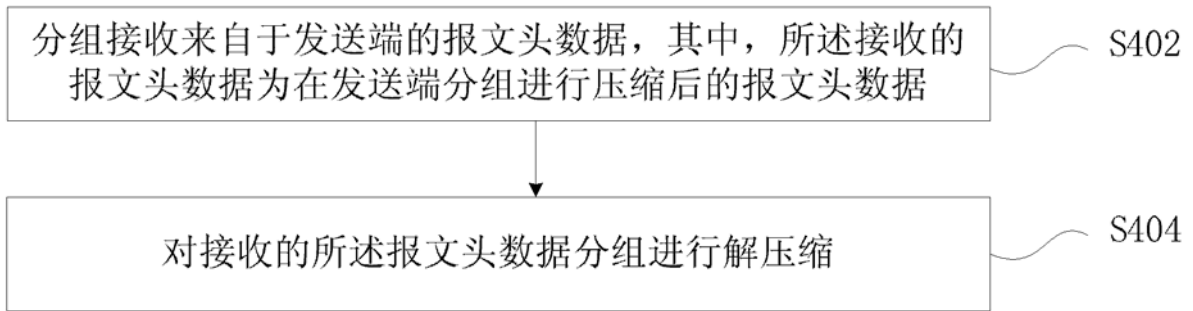 分组接收来自于发送端的报文头数据，其中，所述接收的
报文头数据为在发送端分组进行压缩后的报文头数据
S402
对接收的所述报文头数据分组进行解压缩
S404